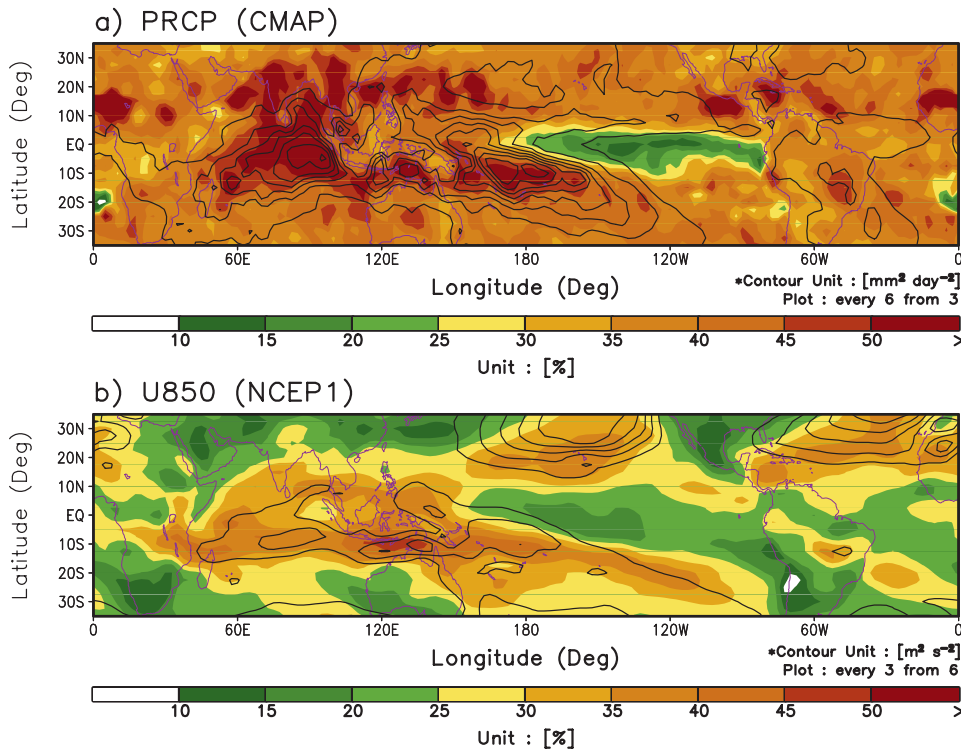 a) PRCP (CMAP)
Latitude (Deg)
30N
20N
10N
EQ
10S
20S
30S
0 60E 120E 180 120W 60W 0
Longitude (Deg)
*Contour Unit : [mm² day⁻²]
Plot : every 6 from 3
10 15 20 25 30 35 40 45 50 >
Unit : [%]
b) U850 (NCEP1)
Latitude (Deg)
30N
20N
10N
EQ
10S
20S
30S
0 60E 120E 180 120W 60W 0
Longitude (Deg)
*Contour Unit : [m² s⁻²]
Plot : every 3 from 6
10 15 20 25 30 35 40 45 50 >
Unit : [%]